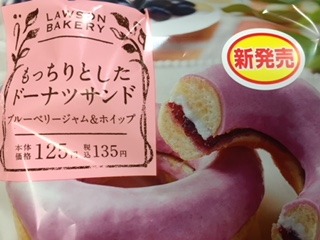 LAWSON
BAKERY
もっちりとした
ドーナツサンド
ブルーベリージャム&ホイップ
本体価格 125円 税込 135円
新発売